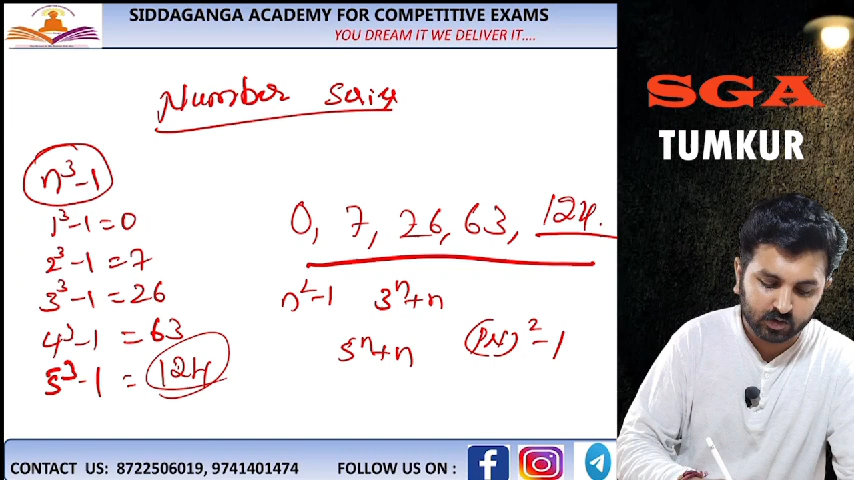 SIDDAGANGA ACADEMY FOR COMPETITIVE EXAMS
YOU DREAM IT WE DELIVER IT....
SGA
TUMKUR
Number Series
n³-1
1³-1=0
2³-1=7
3³-1=26
4³-1=63
5³-1=124
0, 7, 26, 63, 124.
n²-1 3ⁿ+n
5ⁿ+n (PN)²-1
CONTACT US: 8722506019, 9741401474 FOLLOW US ON :